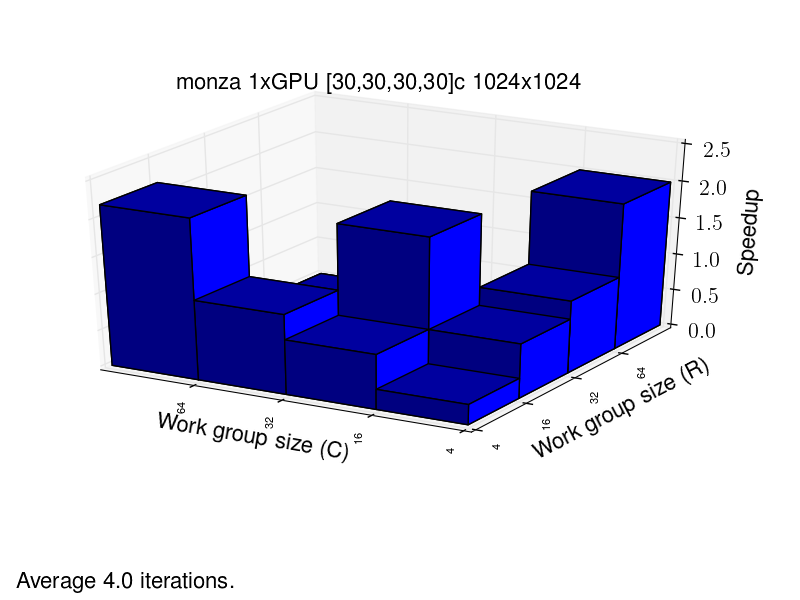 monza 1xGPU [30,30,30,30]c 1024x1024
2.5
2.0
1.5
1.0
0.5
0.0
Speedup
64
32
16
4
Work group size (C)
4
16
32
64
Work group size (R)
Average 4.0 iterations.